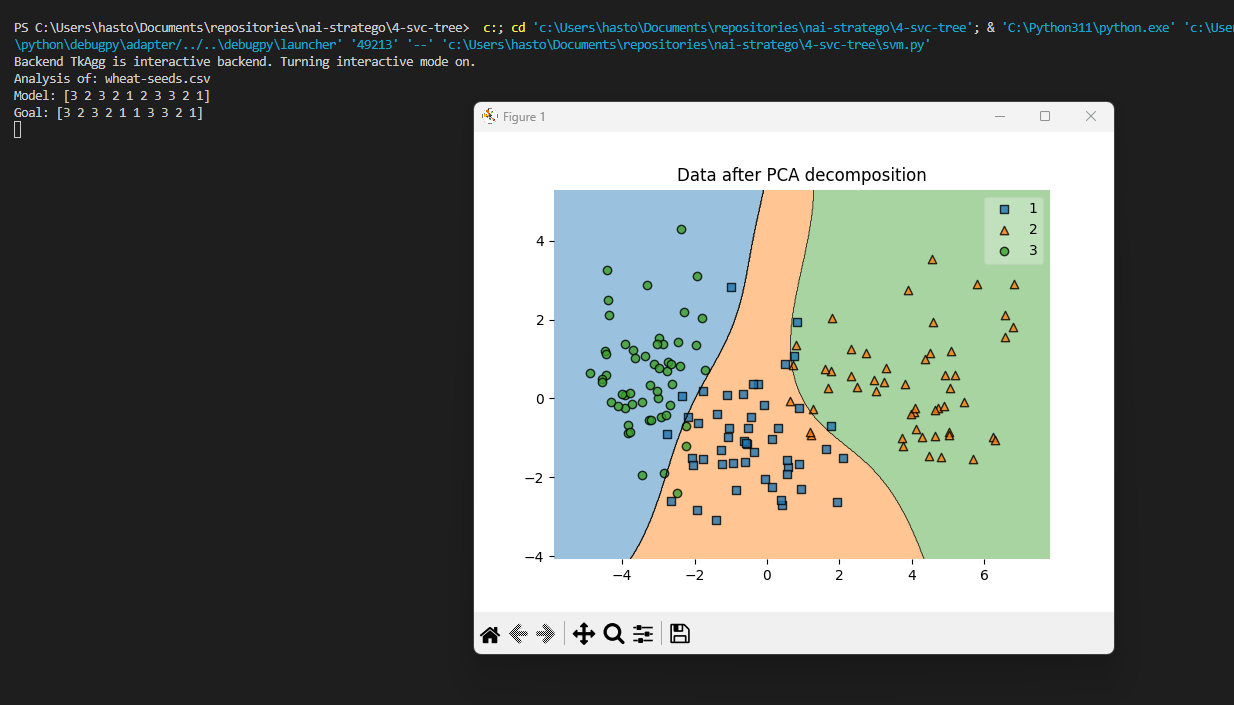 PS C:\Users\hasto\Documents\repositories\nai-stratego\4-svc-tree> c:; cd 'c:\Users\hasto\Documents\repositories\nai-stratego\4-svc-tree'; & 'C:\Python311\python.exe' 'c:\User
\python\debugpy\adapter/../..\debugpy\launcher' '49213' '--' 'c:\Users\hasto\Documents\repositories\nai-stratego\4-svc-tree\svm.py'
Backend TkAgg is interactive backend. Turning interactive mode on.
Analysis of: wheat-seeds.csv
Model: [3 2 3 2 1 2 3 3 2 1]
Goal: [3 2 3 2 1 1 3 3 2 1]
Figure 1
Data after PCA decomposition
1
2
3
4
2
0
−2
−4
−4 −2 0 2 4 6